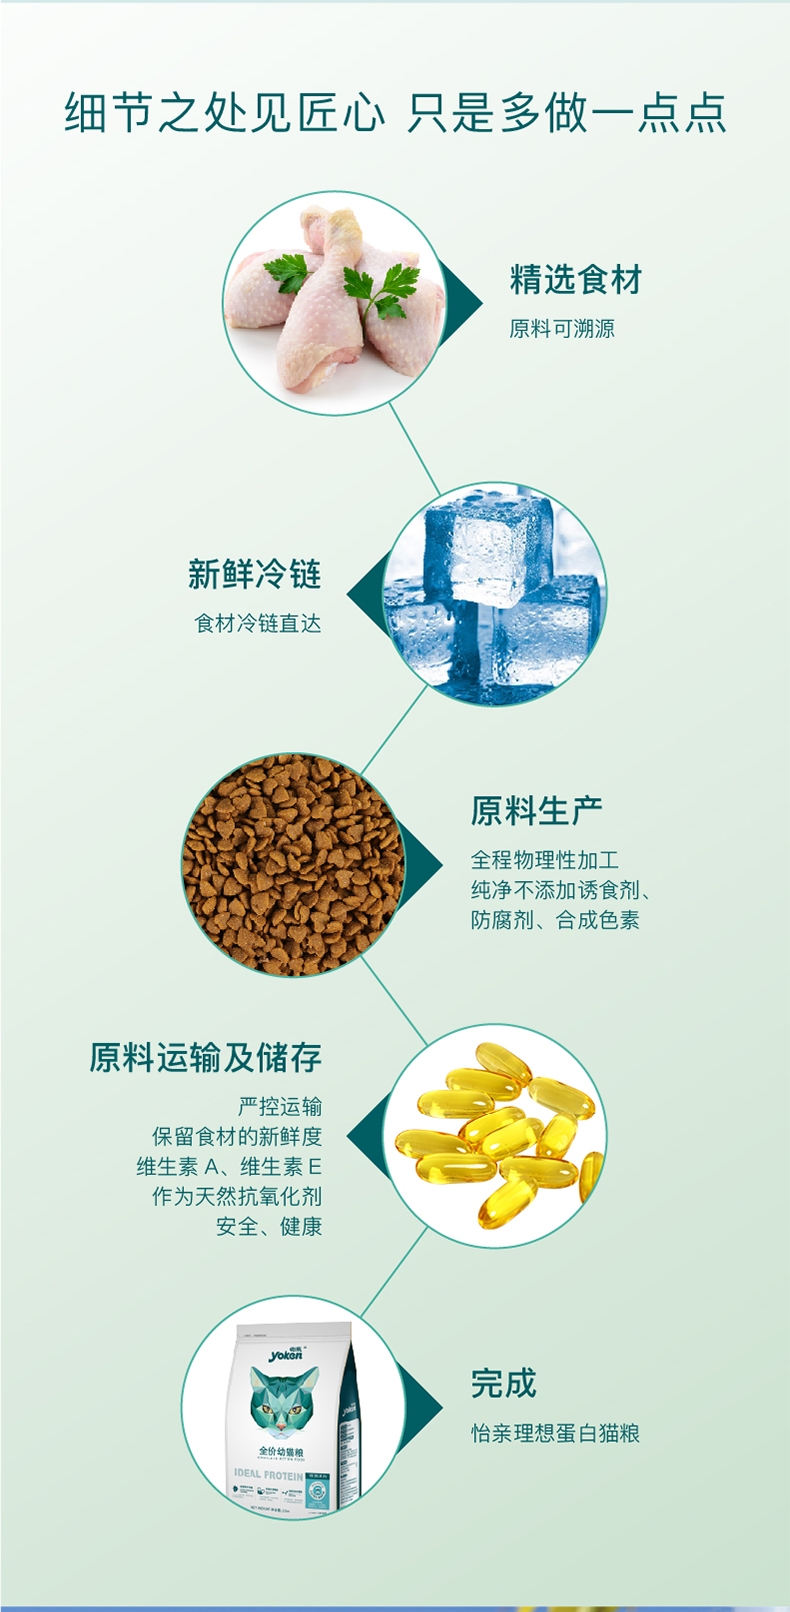 细节之处见匠心 只是多做一点点
精选食材
原料可溯源
新鲜冷链
食材冷链直达
原料生产
全程物理性加工
纯净不添加诱食剂、
防腐剂、合成色素
原料运输及储存
严控运输
保留食材的新鲜度
维生素 A、维生素 E
作为天然抗氧化剂
安全、健康
怡亲
yoken
全价幼猫粮
IDEAL PROTEIN
完成
怡亲理想蛋白猫粮